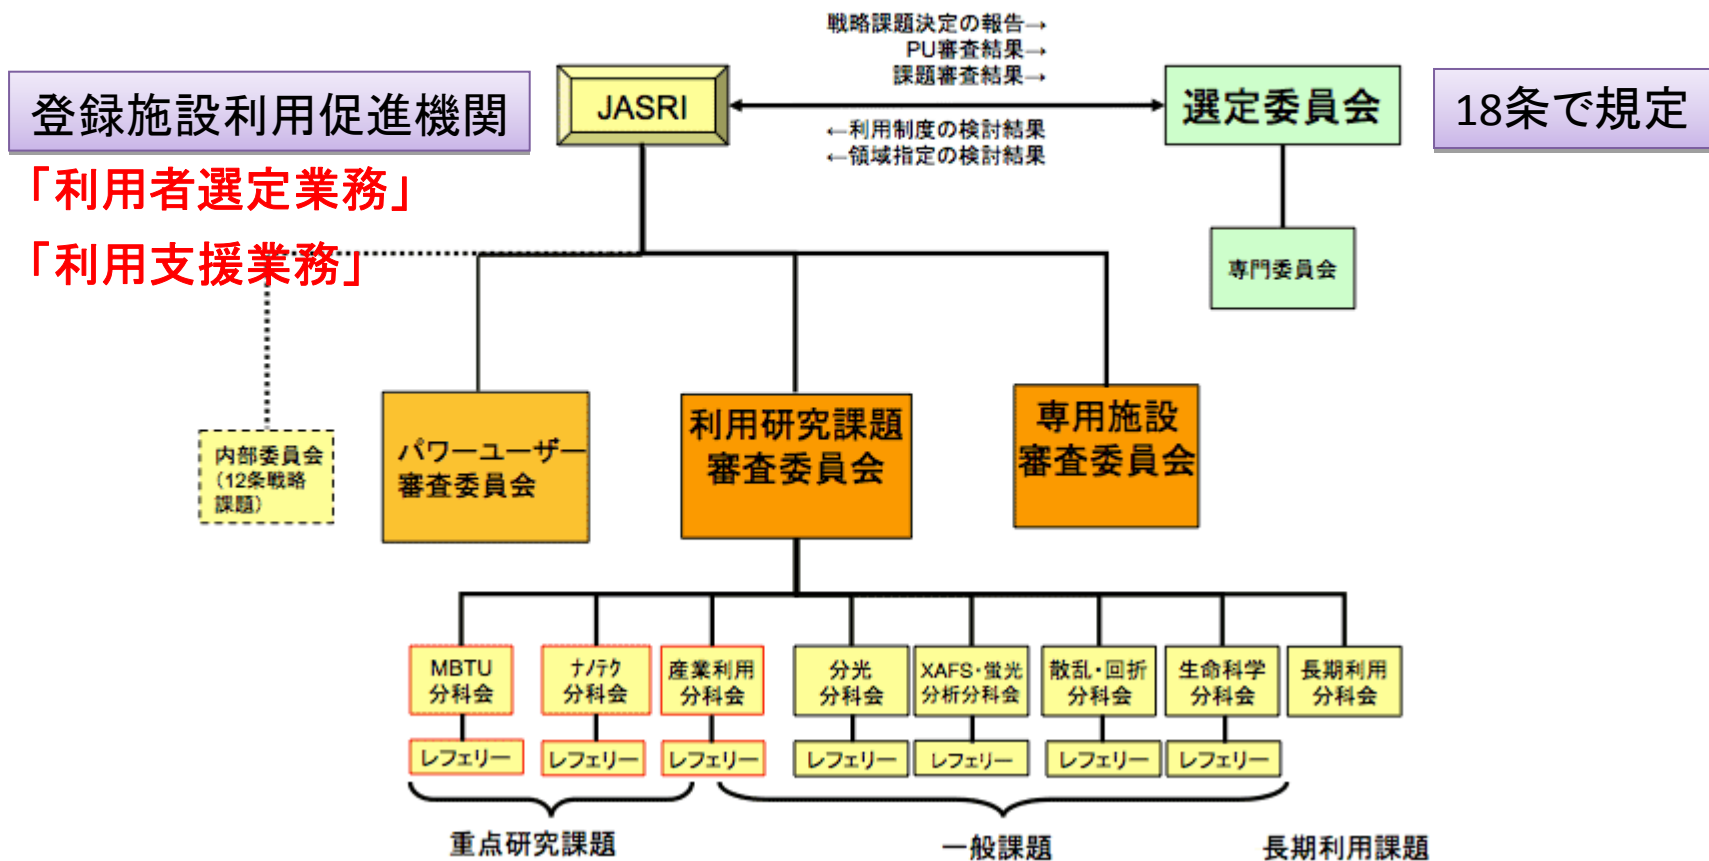 戦略課題決定の報告→
PU審査結果→
課題審査結果→
登録施設利用促進機関
JASRI
選定委員会
18条で規定
←利用制度の検討結果
←領域指定の検討結果
「利用者選定業務」
「利用支援業務」
専門委員会
内部委員会
(12条戦略
課題)
パワーユーザー
審査委員会
利用研究課題
審査委員会
専用施設
審査委員会
MBTU
分科会
ナノテク
分科会
産業利用
分科会
分光
分科会
XAFS・蛍光
分析分科会
散乱・回折
分科会
生命科学
分科会
長期利用
分科会
レフェリー
レフェリー
レフェリー
レフェリー
レフェリー
レフェリー
レフェリー
重点研究課題
一般課題
長期利用課題